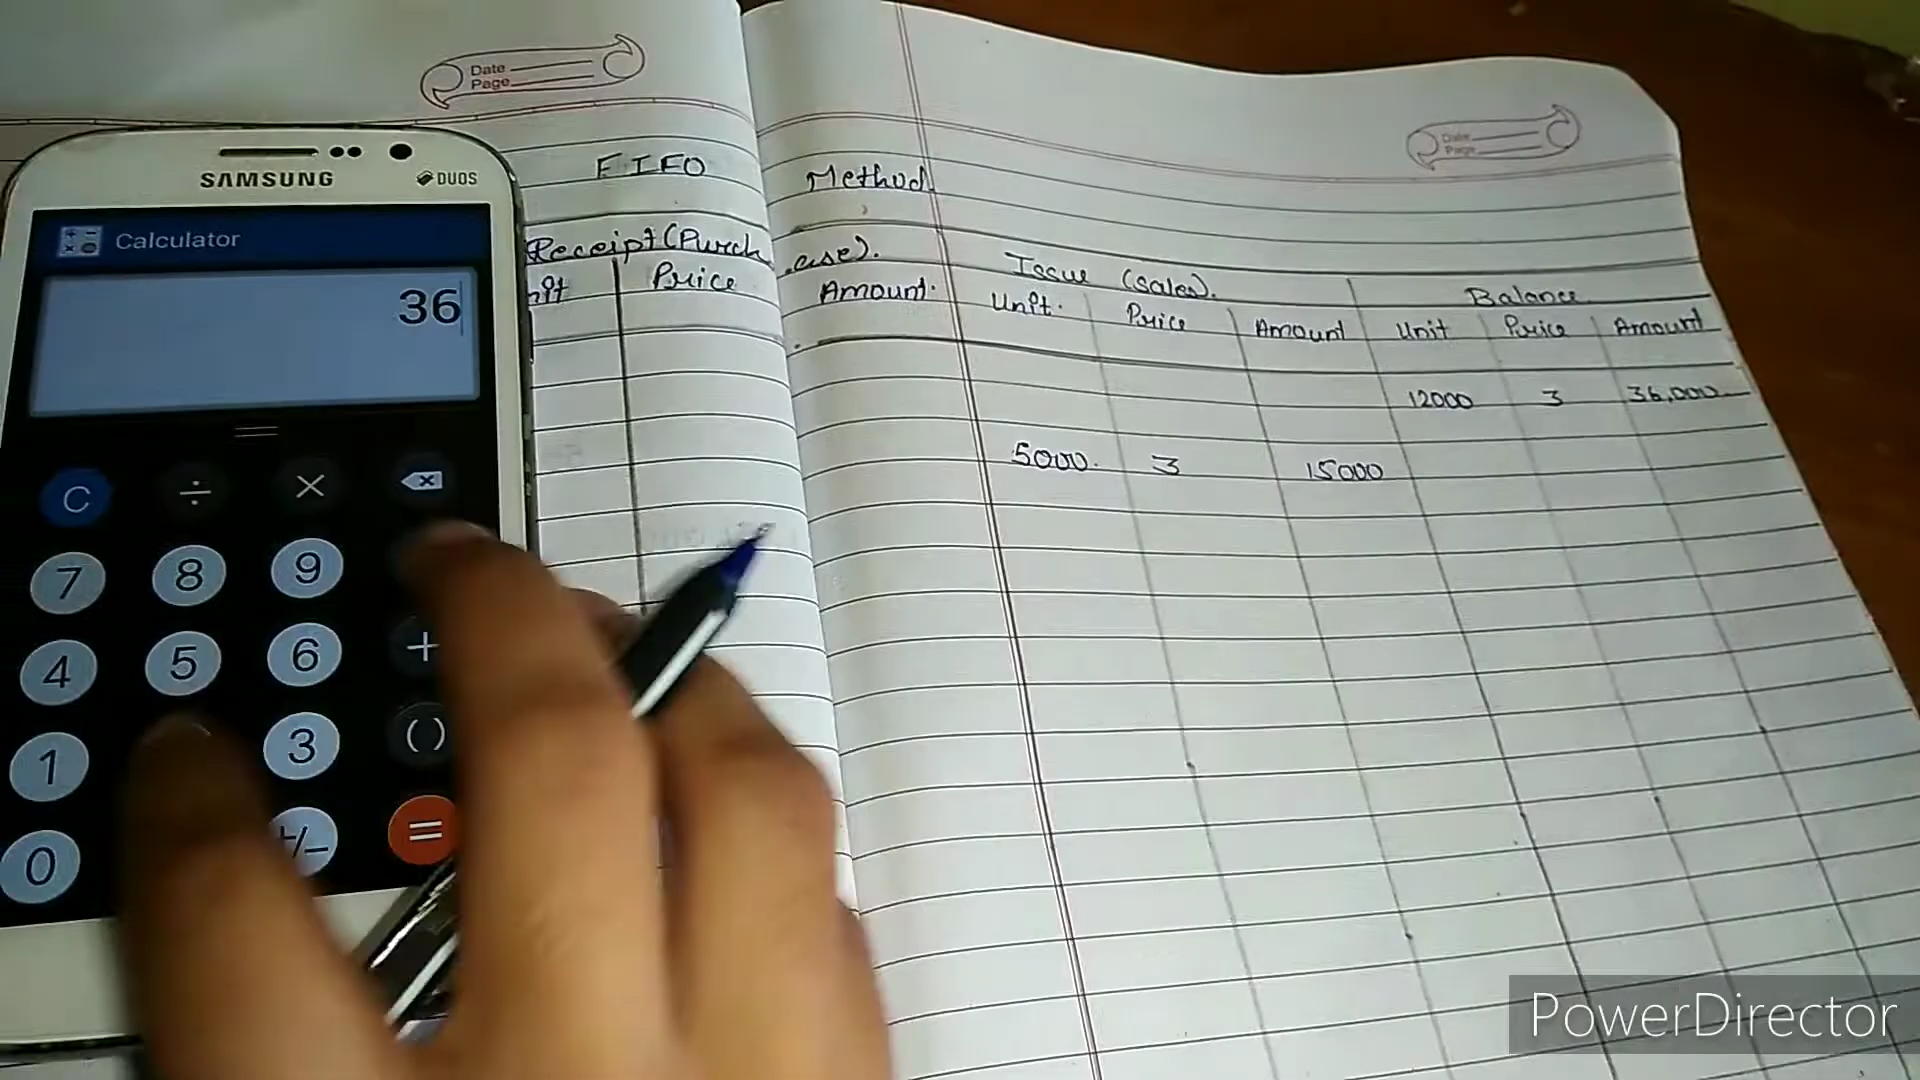 Date
Page
Date
Page
SAMSUNG
DUOS
Calculator
36
C ÷ ×
7 8 9
4 5 6 +
1 3 ()
0 +/- =
FIFO Method
Receipt (Purchase).
Price Amount.
Issue (Sales).
Unit. Price Amount
Balance
Unit Price Amount
12000 3 36,000
5000. 3 15000
PowerDirector